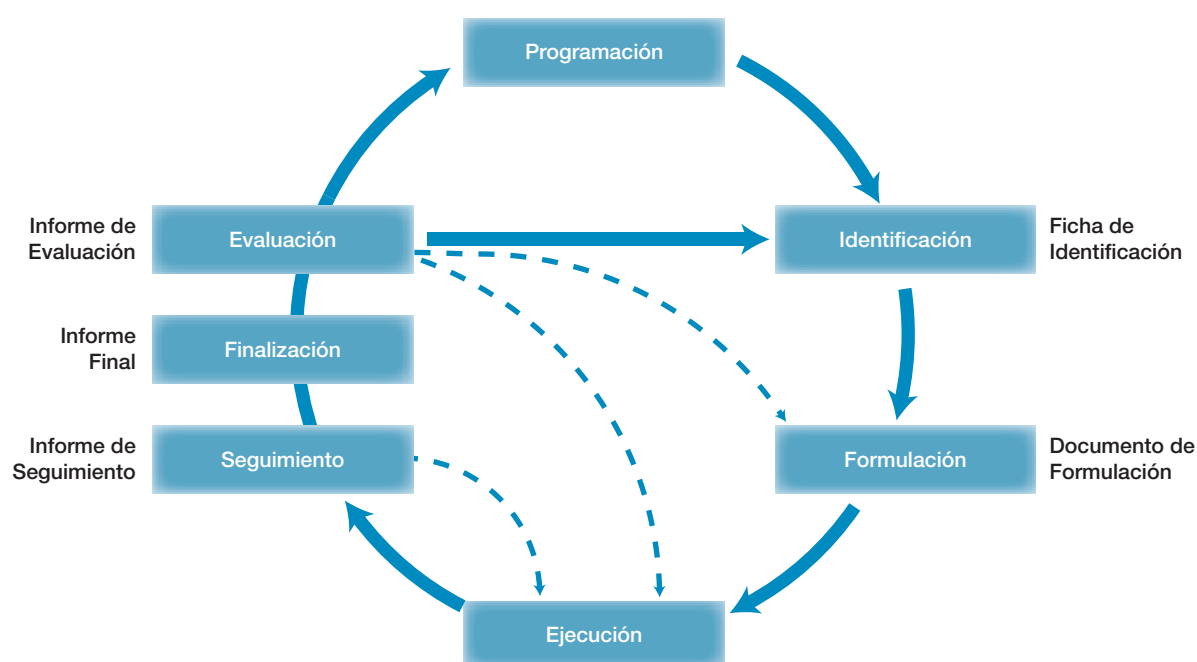 Programación
Informe de
Evaluación
Evaluación
Identificación
Ficha de
Identificación
Informe
Final
Finalización
Informe de
Seguimiento
Seguimiento
Formulación
Documento de
Formulación
Ejecución